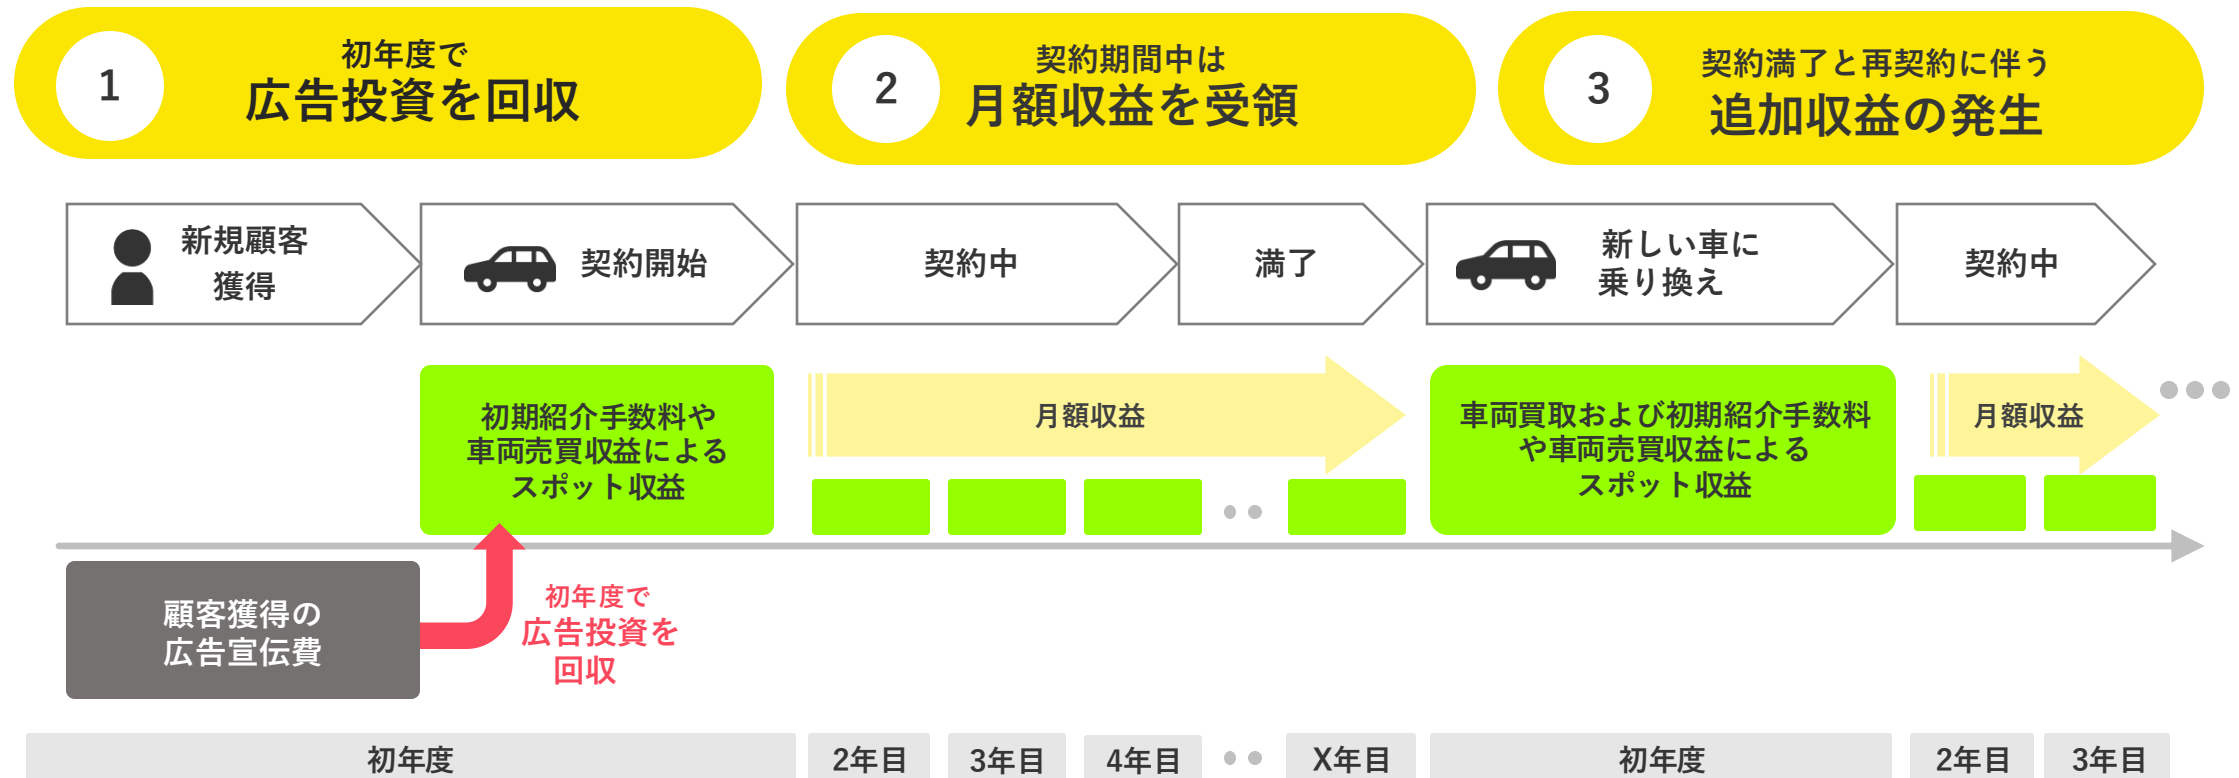 1
初年度で
広告投資を回収
2
契約期間中は
月額収益を受領
3
契約満了と再契約に伴う
追加収益の発生
新規顧客
獲得
契約開始
契約中
満了
新しい車に
乗り換え
契約中
初期紹介手数料や
車両売買収益による
スポット収益
月額収益
車両買取および初期紹介手数料
や車両売買収益による
スポット収益
月額収益
顧客獲得の
広告宣伝費
初年度で
広告投資を
回収
初年度
2年目
3年目
4年目
X年目
初年度
2年目
3年目